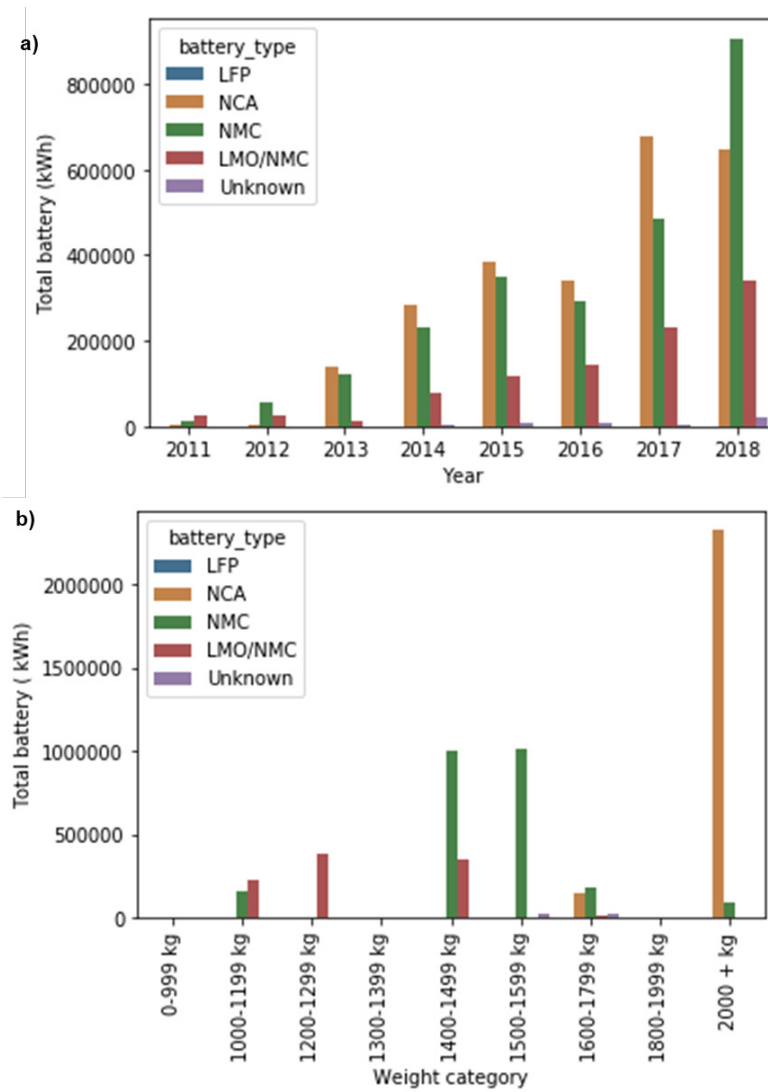 a)
battery_type
LFP
NCA
NMC
LMO/NMC
Unknown
Total battery (kWh)
800000
600000
400000
200000
0
2011 2012 2013 2014 2015 2016 2017 2018
Year
b)
battery_type
LFP
NCA
NMC
LMO/NMC
Unknown
Total battery ( kWh)
2000000
1500000
1000000
500000
0
0-999 kg
1000-1199 kg
1200-1299 kg
1300-1399 kg
1400-1499 kg
1500-1599 kg
1600-1799 kg
1800-1999 kg
2000 + kg
Weight category